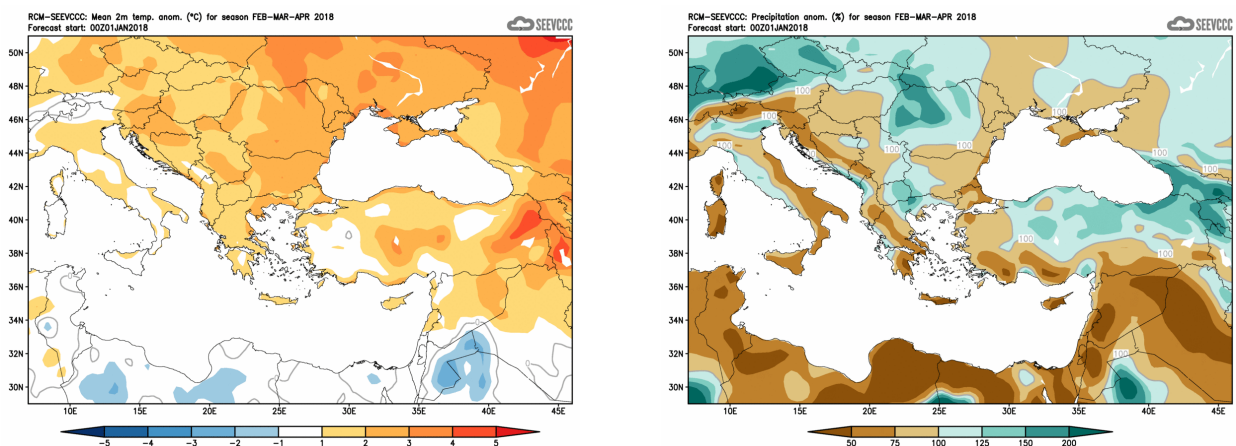 RCM-SEEVCCC: Mean 2m temp. anom. (°C) for season FEB-MAR-APR 2018
Forecast start: 00Z01JAN2018
SEEVCCC
50N
48N
46N
44N
42N
40N
38N
36N
34N
32N
30N
10E
15E
20E
25E
30E
35E
40E
45E
-5
-4
-3
-2
-1
1
2
3
4
5
RCM-SEEVCCC: Precipitation anom. (%) for season FEB-MAR-APR 2018
Forecast start: 00Z01JAN2018
SEEVCCC
50N
48N
46N
44N
42N
40N
38N
36N
34N
32N
30N
100
100
100
100
100
100
100
100
100
100
10E
15E
20E
25E
30E
35E
40E
45E
50
75
100
125
150
200